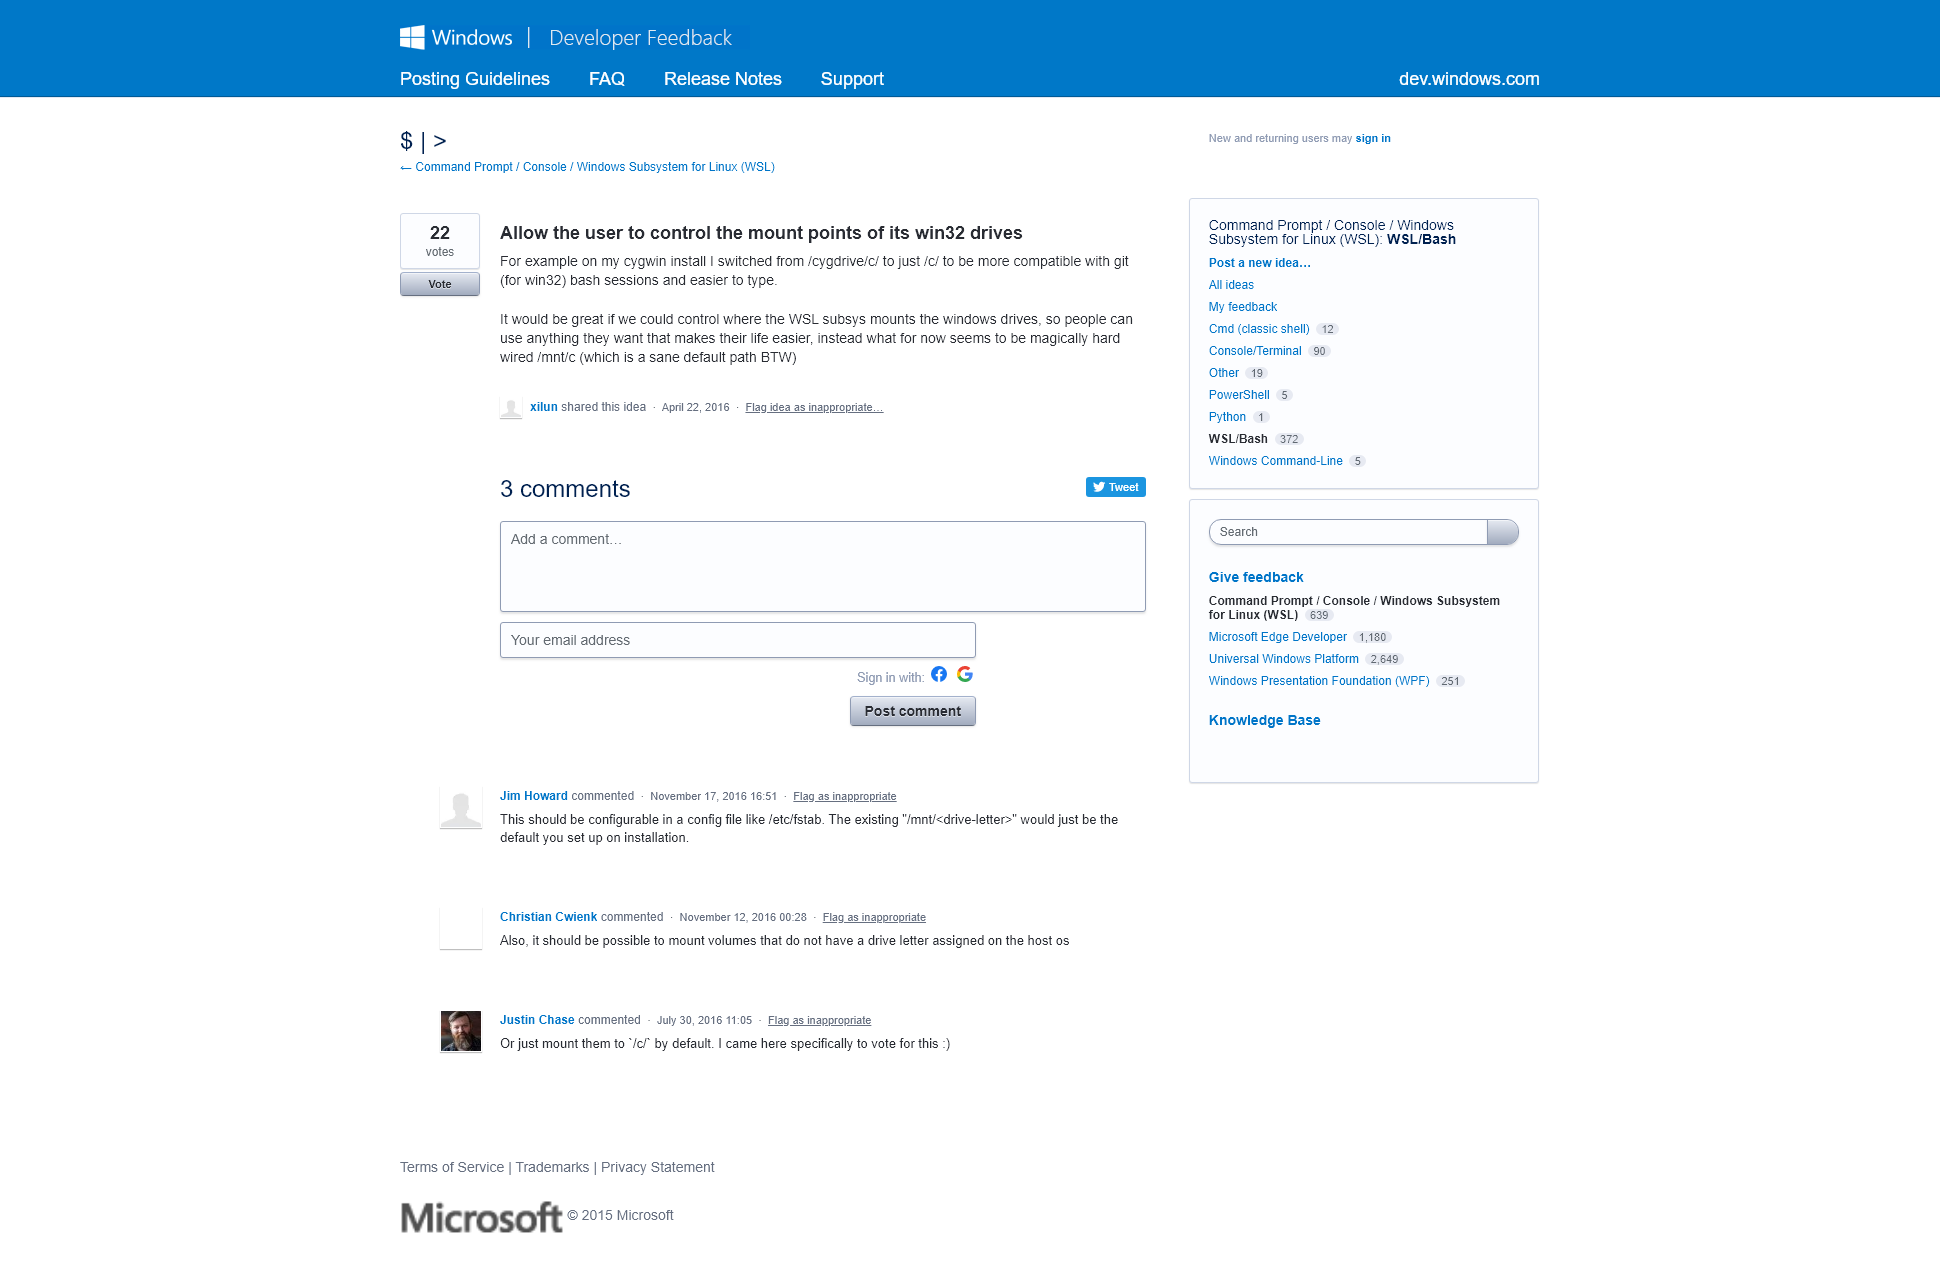 Windows | Developer Feedback
Posting Guidelines FAQ Release Notes Support dev.windows.com
$ | >
← Command Prompt / Console / Windows Subsystem for Linux (WSL)
New and returning users may sign in
22
votes
Vote
Allow the user to control the mount points of its win32 drives
For example on my cygwin install I switched from /cygdrive/c/ to just /c/ to be more compatible with git
(for win32) bash sessions and easier to type.
It would be great if we could control where the WSL subsys mounts the windows drives, so people can
use anything they want that makes their life easier, instead what for now seems to be magically hard
wired /mnt/c (which is a sane default path BTW)
xilun shared this idea · April 22, 2016 · Flag idea as inappropriate…
3 comments
Tweet
Add a comment…
Your email address
Sign in with:
Post comment
Jim Howard commented · November 17, 2016 16:51 · Flag as inappropriate
This should be configurable in a config file like /etc/fstab. The existing "/mnt/<drive-letter>" would just be the
default you set up on installation.
Christian Cwienk commented · November 12, 2016 00:28 · Flag as inappropriate
Also, it should be possible to mount volumes that do not have a drive letter assigned on the host os
Justin Chase commented · July 30, 2016 11:05 · Flag as inappropriate
Or just mount them to `/c/` by default. I came here specifically to vote for this :)
Command Prompt / Console / Windows
Subsystem for Linux (WSL): WSL/Bash
Post a new idea…
All ideas
My feedback
Cmd (classic shell) 12
Console/Terminal 90
Other 19
PowerShell 5
Python 1
WSL/Bash 372
Windows Command-Line 5
Search
Give feedback
Command Prompt / Console / Windows Subsystem
for Linux (WSL) 639
Microsoft Edge Developer 1,180
Universal Windows Platform 2,649
Windows Presentation Foundation (WPF) 251
Knowledge Base
Terms of Service | Trademarks | Privacy Statement
Microsoft © 2015 Microsoft